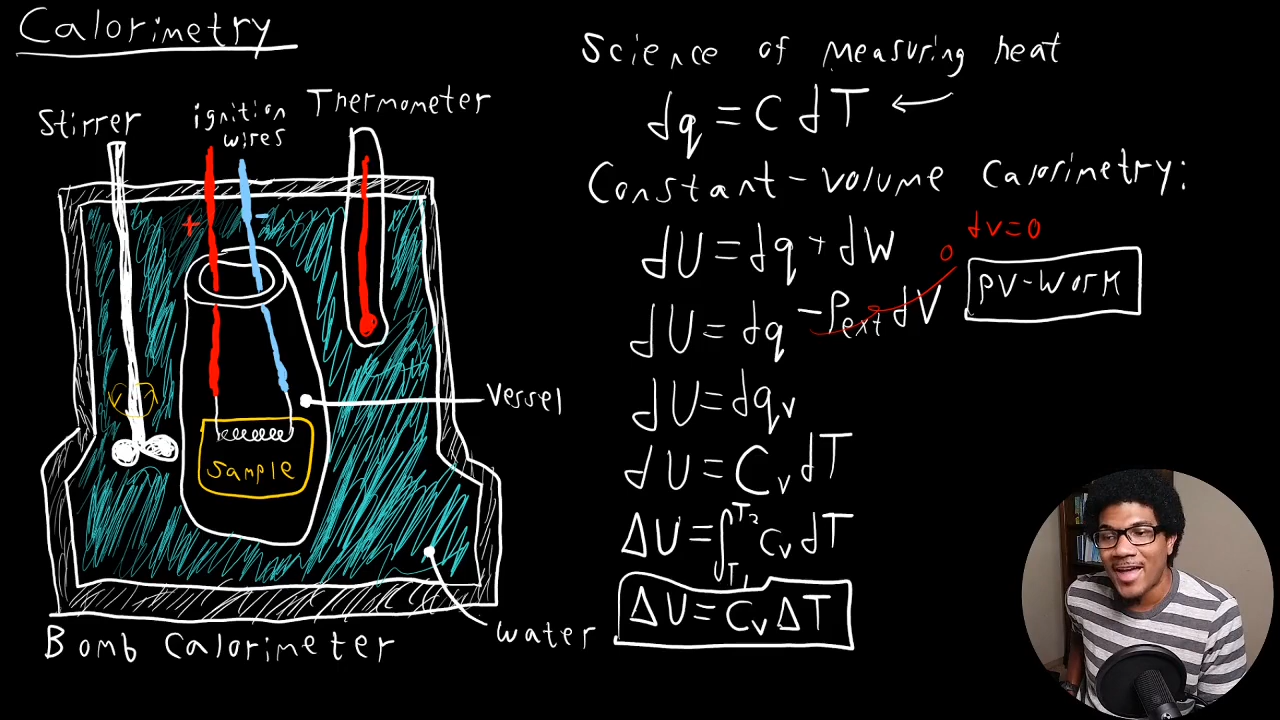 Calorimetry
Stirrer
ignition
wires
Thermometer
+
-
Vessel
Sample
water
Bomb Calorimeter
Science of measuring heat
dq = C dT ←
Constant-volume Calorimetry:
dU = dq + dW
dv=0
0
PV-Work
dU = dq -Pext dV
dU = dqv
dU = Cv dT
ΔU = ∫T1T2 Cv dT
ΔU = Cv ΔT